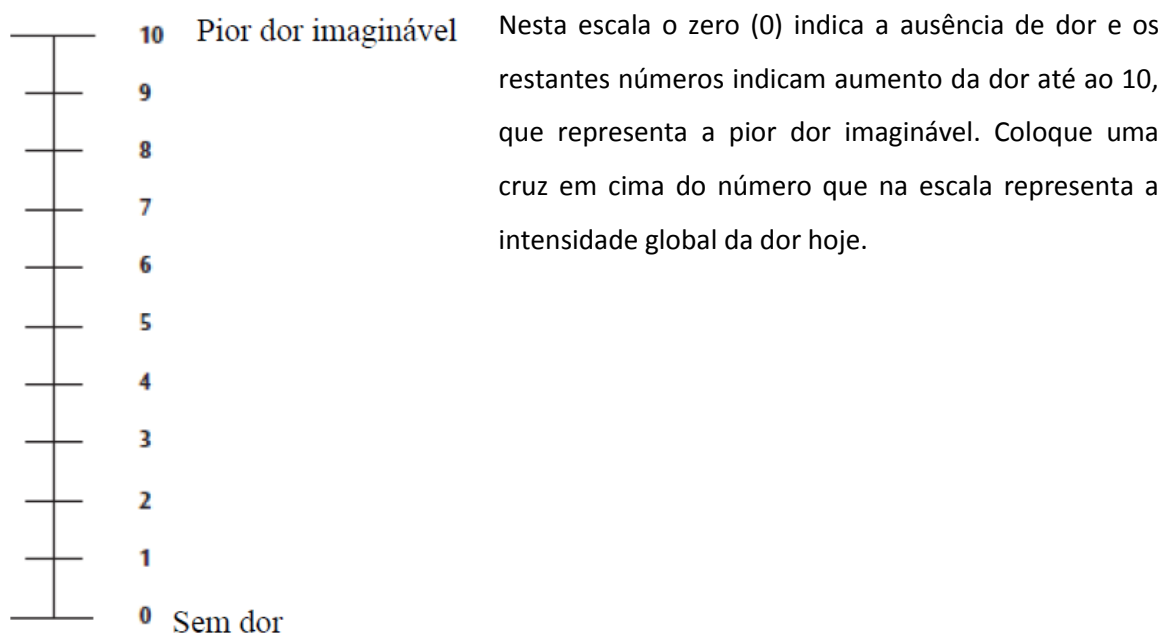 10 Pior dor imaginável
9
8
7
6
5
4
3
2
1
0 Sem dor
Nesta escala o zero (0) indica a ausência de dor e os
restantes números indicam aumento da dor até ao 10,
que representa a pior dor imaginável. Coloque uma
cruz em cima do número que na escala representa a
intensidade global da dor hoje.